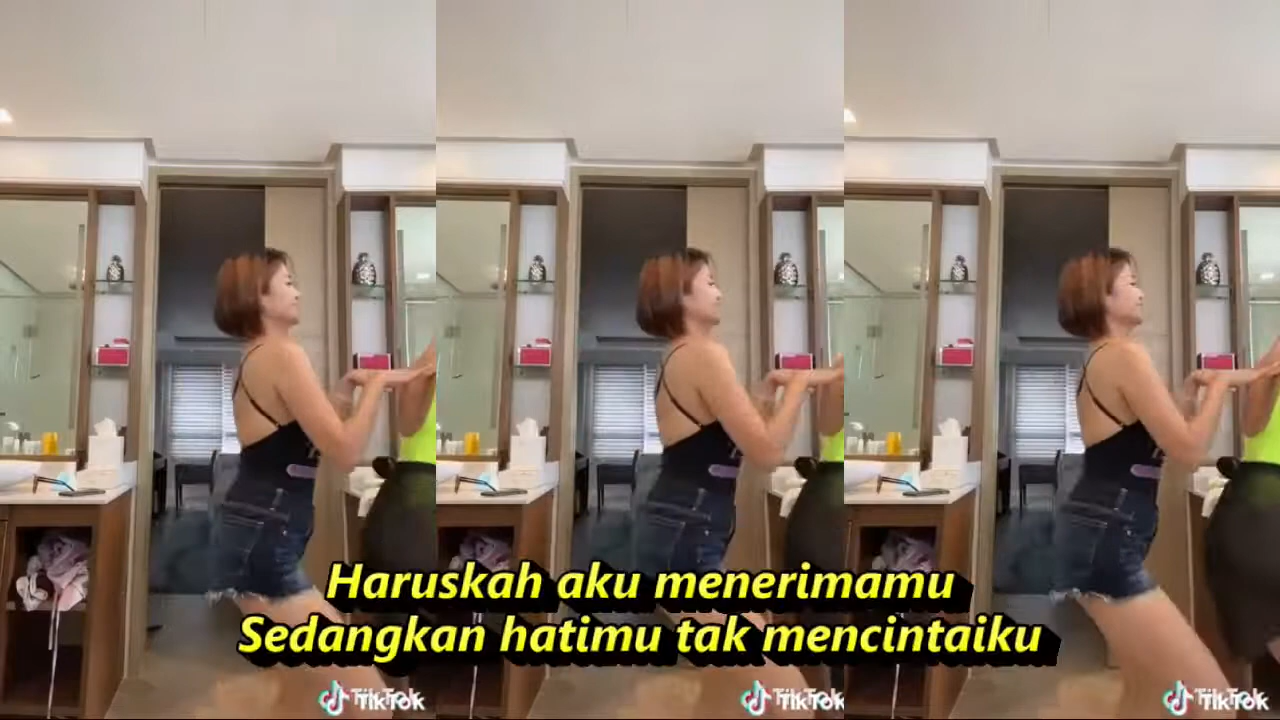 Haruskah aku menerimamu
Sedangkan hatimu tak mencintaiku
TikTok
TikTok
TikTok